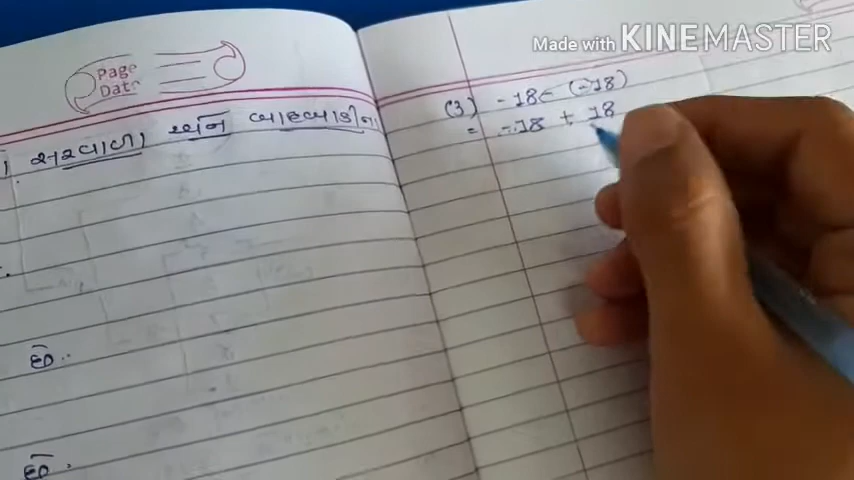 Made with KINEMASTER
Page
Date
સરવાળા અને બાદબાકીના
(3) -18 - (-18)
= -18 + 18
છે.
છે.